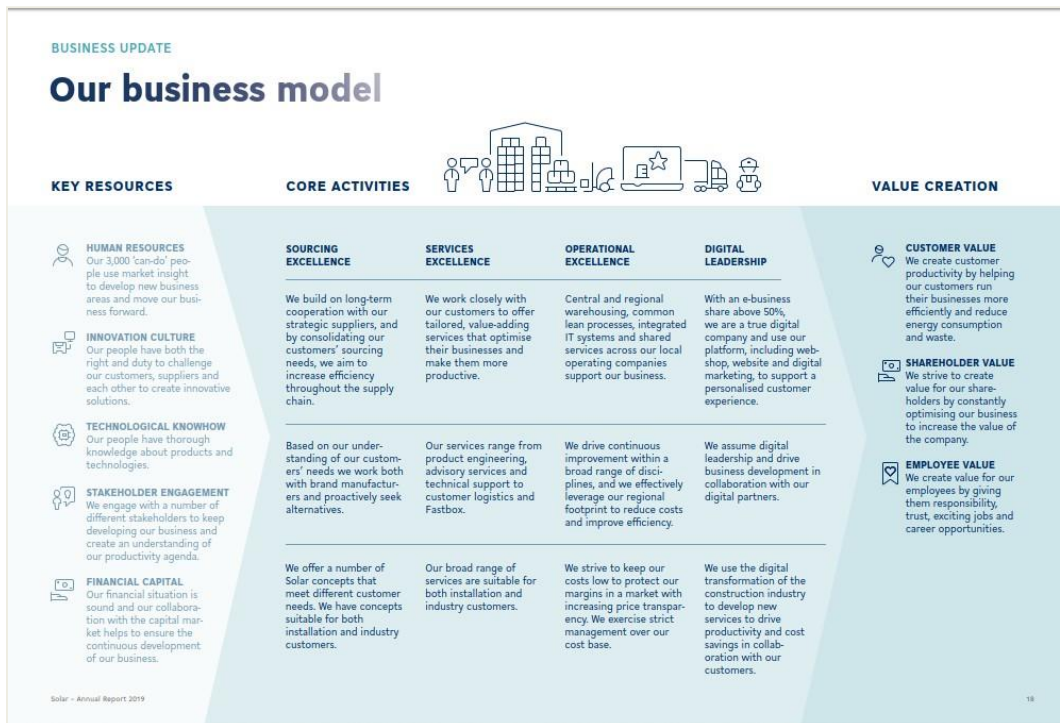 BUSINESS UPDATE
Our business model
KEY RESOURCES
CORE ACTIVITIES
VALUE CREATION
HUMAN RESOURCES
Our 3,000 ‘can-do’ peo-
ple use market insight
to develop new business
areas and move our busi-
ness forward.
INNOVATION CULTURE
Our people have both the
right and duty to challenge
our customers, suppliers and
each other to create innovative
solutions.
TECHNOLOGICAL KNOWHOW
Our people have thorough
knowledge about products and
technologies.
STAKEHOLDER ENGAGEMENT
We engage with a number of
different stakeholders to keep
developing our business and
create an understanding of
our productivity agenda.
FINANCIAL CAPITAL
Our financial situation is
sound and our collabora-
tion with the capital mar-
ket helps to ensure the
continuous development
of our business.
SOURCING
EXCELLENCE
We build on long-term
cooperation with our
strategic suppliers, and
by consolidating our
customers’ sourcing
needs, we aim to
increase efficiency
throughout the supply
chain.
Based on our under-
standing of our custom-
ers’ needs we work both
with brand manufactur-
ers and proactively seek
alternatives.
We offer a number of
Solar concepts that
meet different customer
needs. We have concepts
suitable for both
installation and industry
customers.
SERVICES
EXCELLENCE
We work closely with
our customers to offer
tailored, value-adding
services that optimise
their businesses and
make them more
productive.
Our services range from
product engineering,
advisory services and
technical support to
customer logistics and
Fastbox.
Our broad range of
services are suitable for
both installation and
industry customers.
OPERATIONAL
EXCELLENCE
Central and regional
warehousing, common
lean processes, integrated
IT systems and shared
services across our local
operating companies
support our business.
We drive continuous
improvement within a
broad range of disci-
plines, and we effectively
leverage our regional
footprint to reduce costs
and improve efficiency.
We strive to keep our
costs low to protect our
margins in a market with
increasing price transpar-
ency. We exercise strict
management over our
cost base.
DIGITAL
LEADERSHIP
With an e-business
share above 50%,
we are a true digital
company and use our
platform, including web-
shop, website and digital
marketing, to support a
personalised customer
experience.
We assume digital
leadership and drive
business development in
collaboration with our
digital partners.
We use the digital
transformation of the
construction industry
to develop new
services to drive
productivity and cost
savings in collab-
oration with our
customers.
CUSTOMER VALUE
We create customer
productivity by helping
our customers run
their businesses more
efficiently and reduce
energy consumption
and waste.
SHAREHOLDER VALUE
We strive to create
value for our share-
holders by constantly
optimising our business
to increase the value of
the company.
EMPLOYEE VALUE
We create value for our
employees by giving
them responsibility,
trust, exciting jobs and
career opportunities.
Solar – Annual Report 2019
18